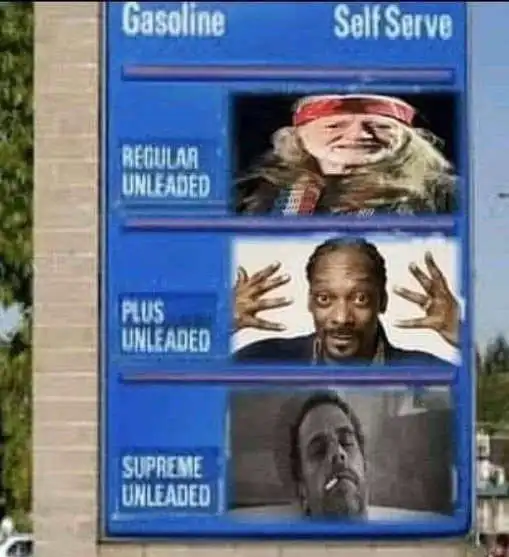 Gasoline Self Serve
REGULAR
UNLEADED
PLUS
UNLEADED
SUPREME
UNLEADED